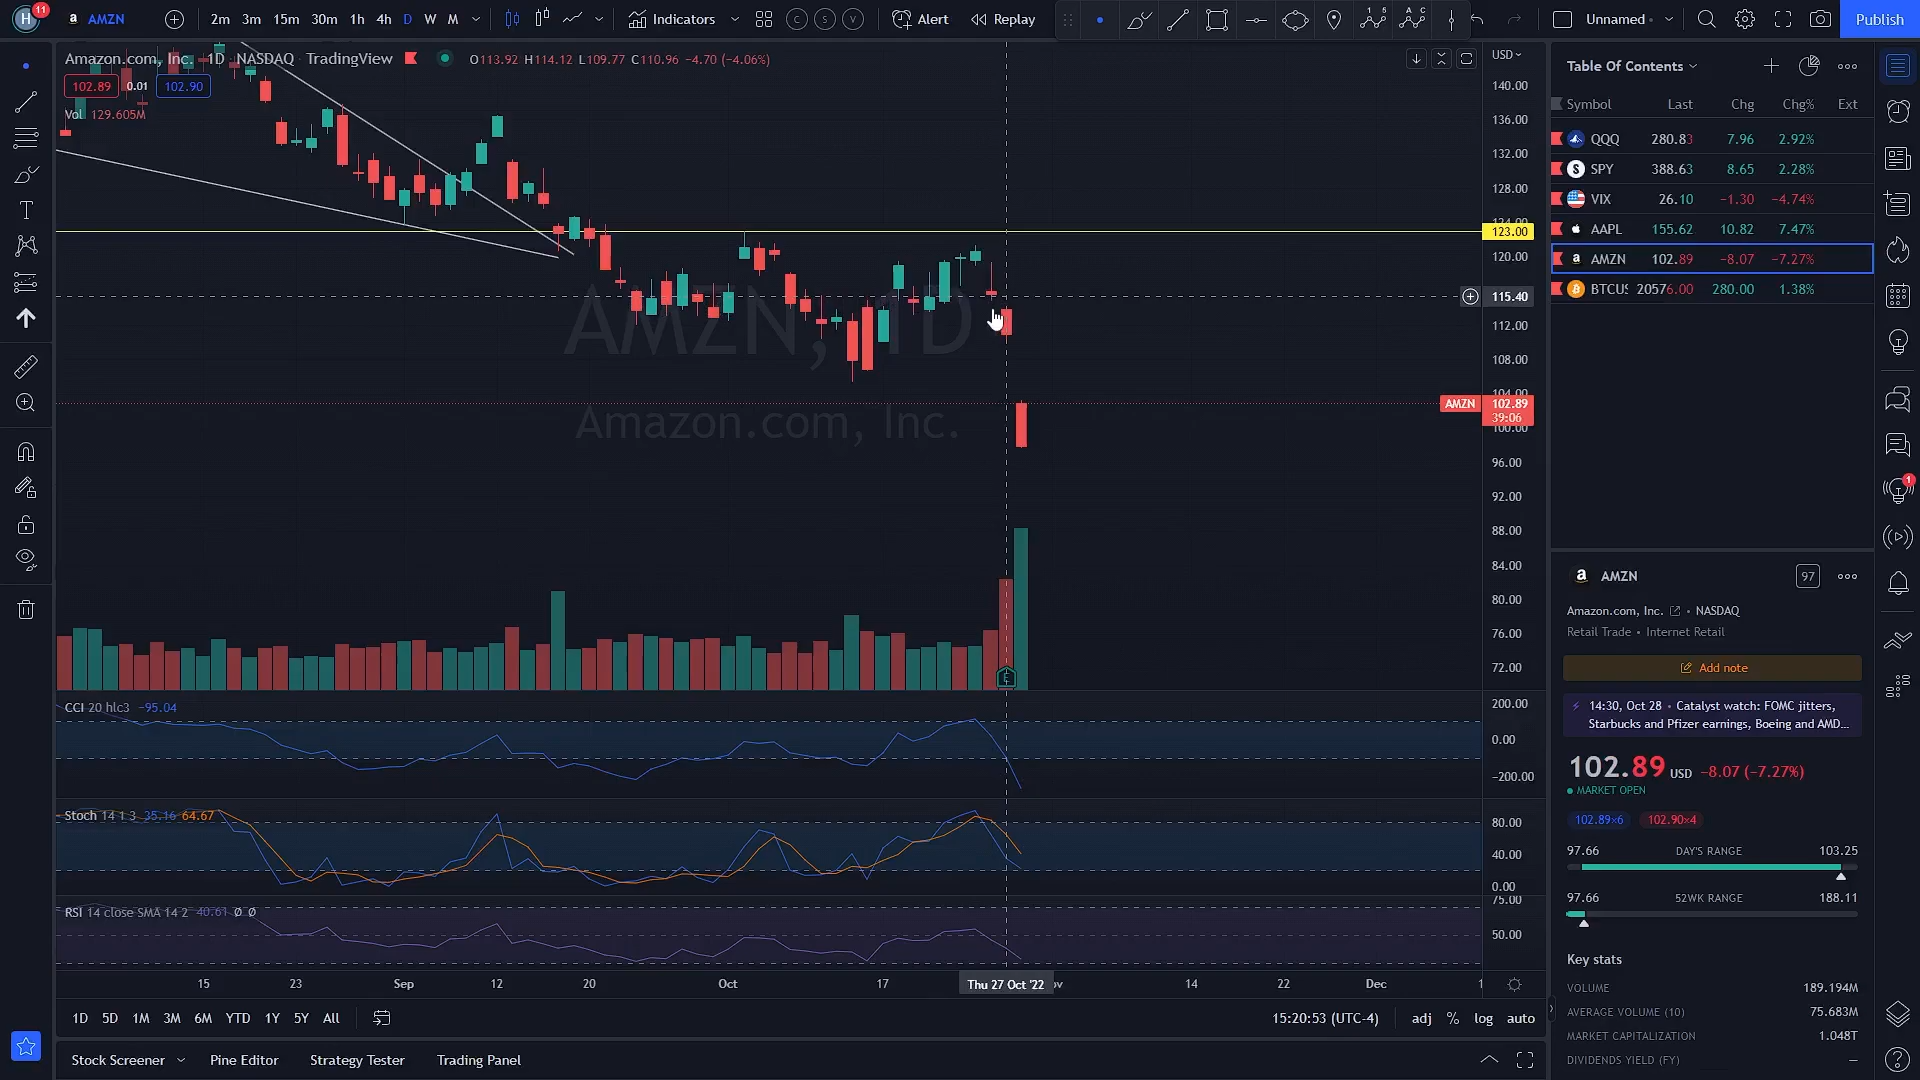 H 11 AMZN 2m 3m 15m 30m 1h 4h D W M Indicators C S V Alert Replay Unnamed Publish
Amazon.com, Inc. · 1D · NASDAQ TradingView O113.92 H114.12 L109.77 C110.96 −4.70 (−4.06%)
102.89 0.01 102.90
Vol 129.605M
AMZN, 1D
Amazon.com, Inc.
USD
140.00
136.00
132.00
128.00
124.00
123.00
120.00
115.40
112.00
108.00
104.00
AMZN 102.89
39:06
100.00
96.00
92.00
88.00
84.00
80.00
76.00
72.00
E
CCI 20 hlc3 −95.04
200.00
0.00
−200.00
Stoch 14 1 3 35.16 64.67
80.00
40.00
0.00
RSI 14 close SMA 14 2 40.61 Ø Ø
75.00
50.00
15 23 Sep 12 20 Oct 17 Thu 27 Oct '22 ov 14 22 Dec 1
1D 5D 1M 3M 6M YTD 1Y 5Y All 15:20:53 (UTC-4) adj % log auto
Stock Screener Pine Editor Strategy Tester Trading Panel
Table Of Contents
Symbol Last Chg Chg% Ext
QQQ 280.83 7.96 2.92%
SPY 388.63 8.65 2.28%
VIX 26.10 −1.30 −4.74%
AAPL 155.62 10.82 7.47%
AMZN 102.89 −8.07 −7.27%
BTCUS 20576.00 280.00 1.38%
AMZN 97
Amazon.com, Inc. • NASDAQ
Retail Trade • Internet Retail
Add note
14:30, Oct 28 • Catalyst watch: FOMC jitters,
Starbucks and Pfizer earnings, Boeing and AMD...
102.89 USD −8.07 (−7.27%)
MARKET OPEN
102.89×6 102.90×4
97.66 DAY'S RANGE 103.25
97.66 52WK RANGE 188.11
Key stats
VOLUME 189.194M
AVERAGE VOLUME (10) 75.683M
MARKET CAPITALIZATION 1.048T
DIVIDENDS YIELD (FY) —
1